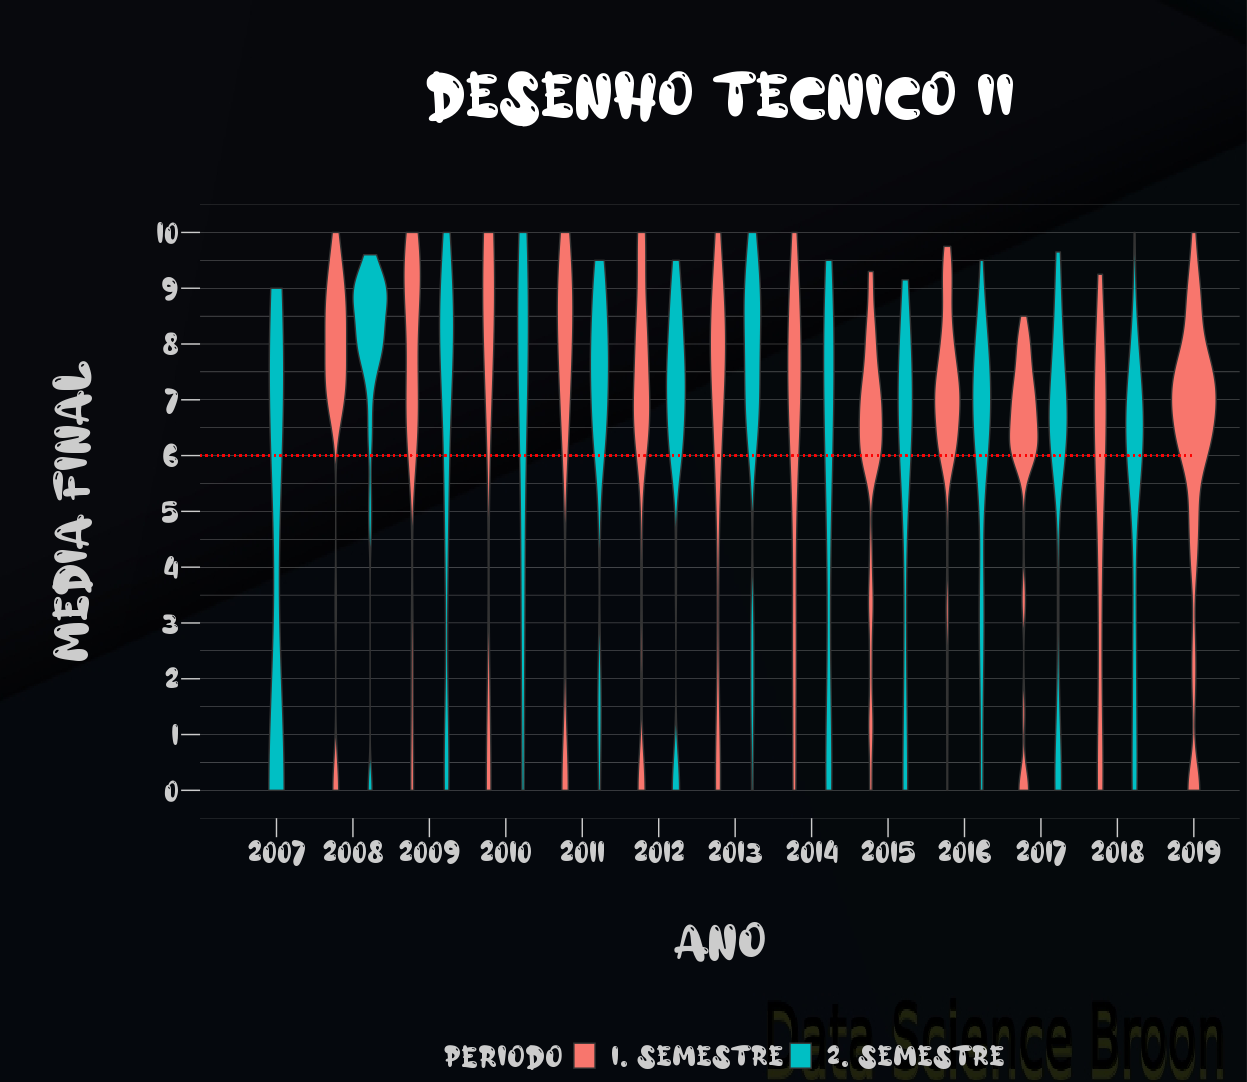 DESENHO TECNICO II
MEDIA FINAL
10
9
8
7
6
5
4
3
2
1
0
2007 2008 2009 2010 2011 2012 2013 2014 2015 2016 2017 2018 2019
ANO
Data Science Broon
PERIODO 1. SEMESTRE 2. SEMESTRE